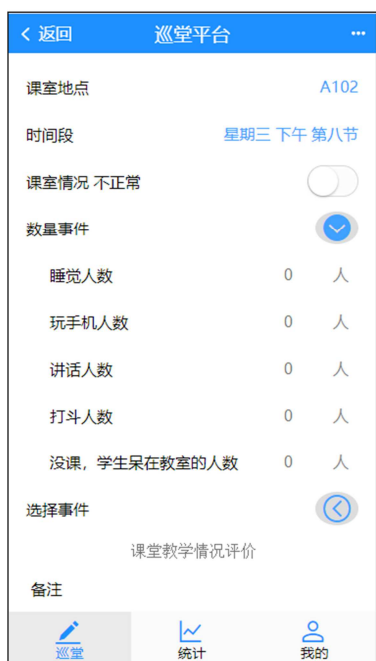 返回 巡堂平台 ...
课室地点 A102
时间段 星期三 下午 第八节
课室情况 不正常
数量事件
睡觉人数 0 人
玩手机人数 0 人
讲话人数 0 人
打斗人数 0 人
没课，学生呆在教室的人数 0 人
选择事件
课堂教学情况评价
备注
巡堂 统计 我的